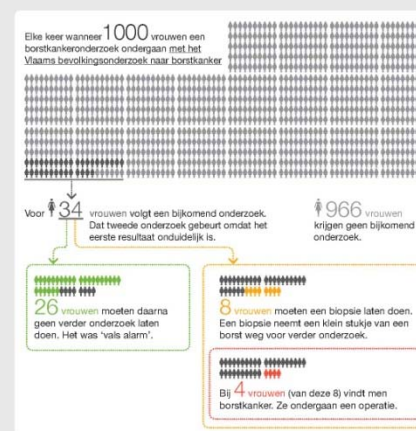 Elke keer wanneer 1000 vrouwen een
borstkankeronderzoek ondergaan met het
Vlaams bevolkingsonderzoek naar borstkanker
Voor 34 vrouwen volgt een bijkomend onderzoek.
Dat tweede onderzoek gebeurt omdat het
eerste resultaat onduidelijk is.
966 vrouwen
krijgen geen bijkomend
onderzoek.
26 vrouwen moeten daarna
geen verder onderzoek laten
doen. Het was ‘vals alarm’.
8 vrouwen moeten een biopsie laten doen.
Een biopsie neemt een klein stukje van een
borst weg voor verder onderzoek.
Bij 4 vrouwen (van deze 8) vindt men
borstkanker. Ze ondergaan een operatie.